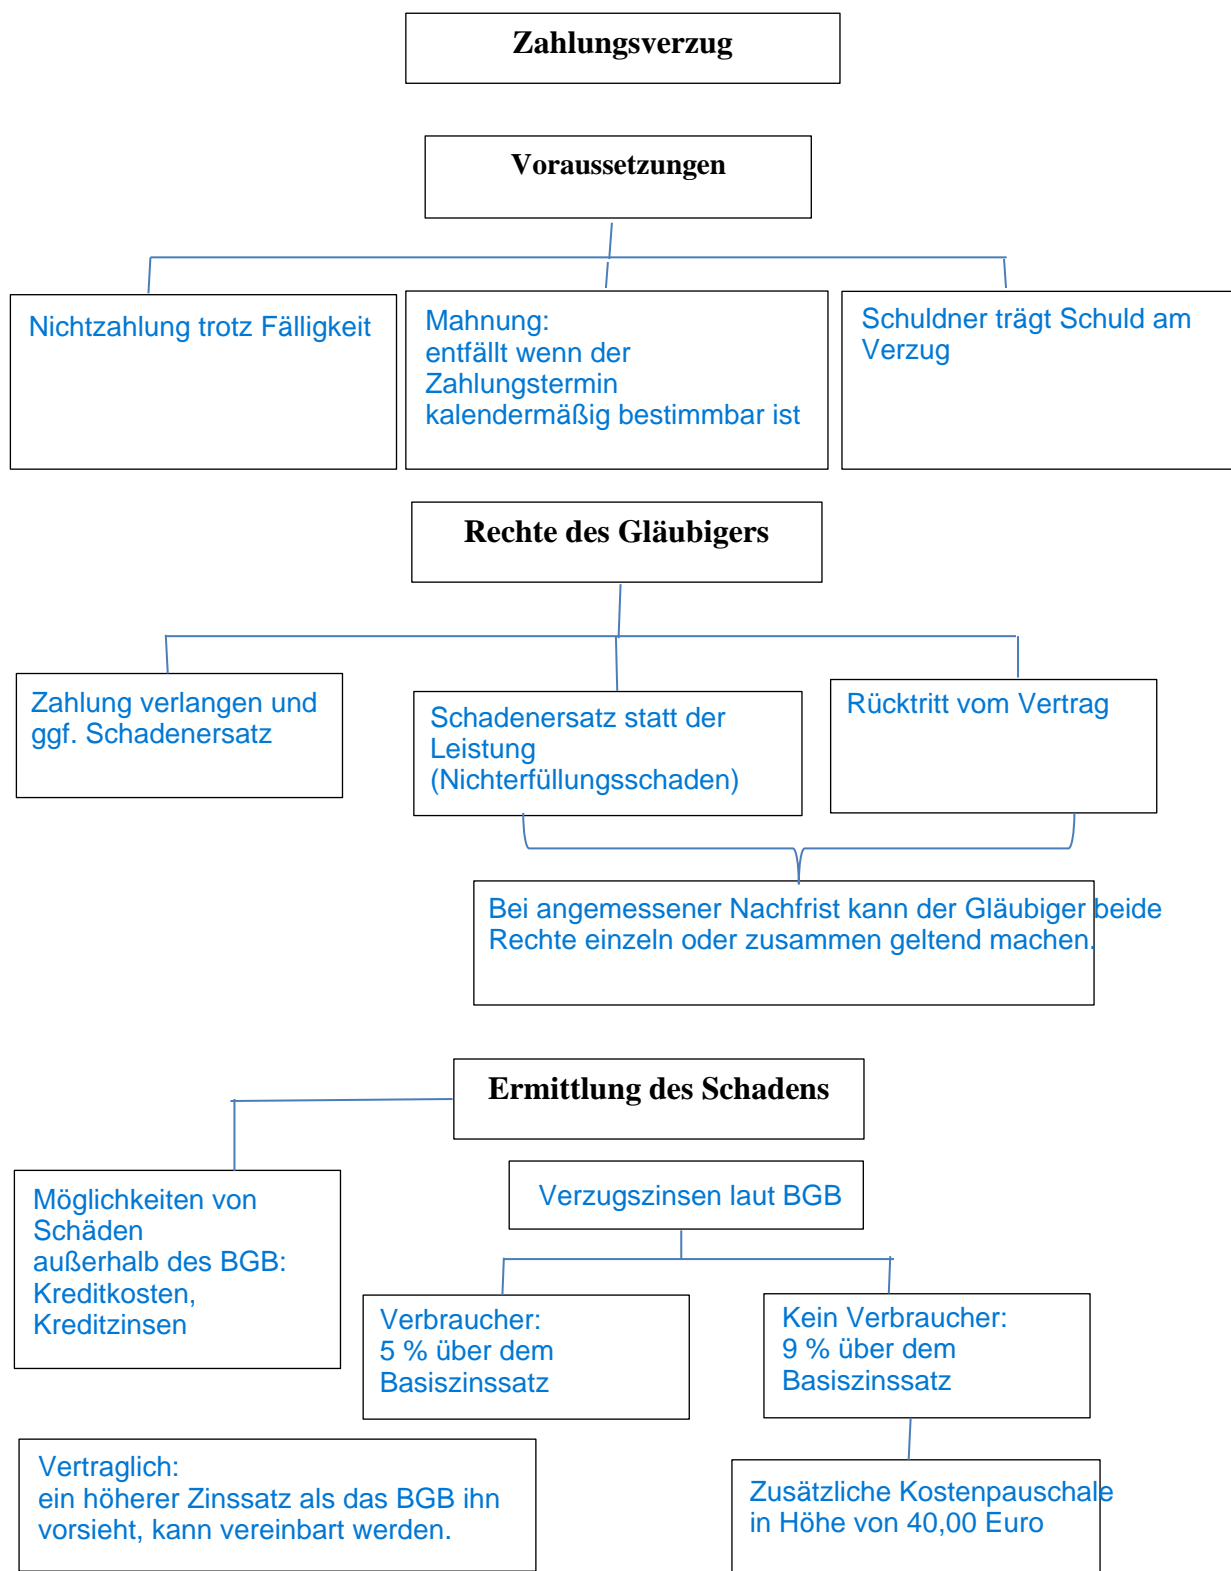 Zahlungsverzug
Voraussetzungen
Nichtzahlung trotz Fälligkeit
Mahnung:
entfällt wenn der
Zahlungstermin
kalendermäßig bestimmbar ist
Schuldner trägt Schuld am
Verzug
Rechte des Gläubigers
Zahlung verlangen und
ggf. Schadenersatz
Schadenersatz statt der
Leistung
(Nichterfüllungsschaden)
Rücktritt vom Vertrag
Bei angemessener Nachfrist kann der Gläubiger beide
Rechte einzeln oder zusammen geltend machen.
Ermittlung des Schadens
Möglichkeiten von
Schäden
außerhalb des BGB:
Kreditkosten,
Kreditzinsen
Verzugszinsen laut BGB
Verbraucher:
5 % über dem
Basiszinssatz
Kein Verbraucher:
9 % über dem
Basiszinssatz
Vertraglich:
ein höherer Zinssatz als das BGB ihn
vorsieht, kann vereinbart werden.
Zusätzliche Kostenpauschale
in Höhe von 40,00 Euro